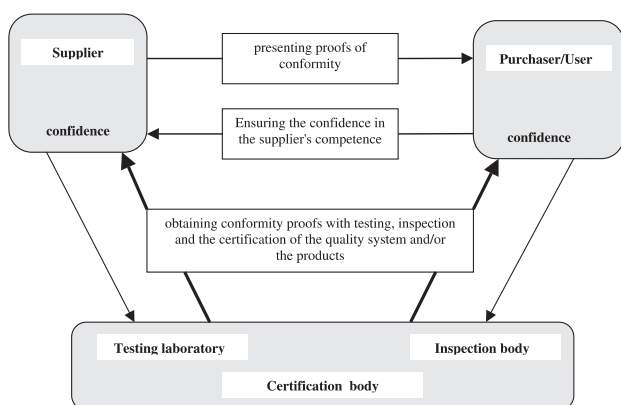 Supplier
presenting proofs of
conformity
Purchaser/User
Ensuring the confidence in
the supplier's competence
confidence
confidence
obtaining conformity proofs with testing, inspection
and the certification of the quality system and/or
the products
Testing laboratory
Inspection body
Certification body